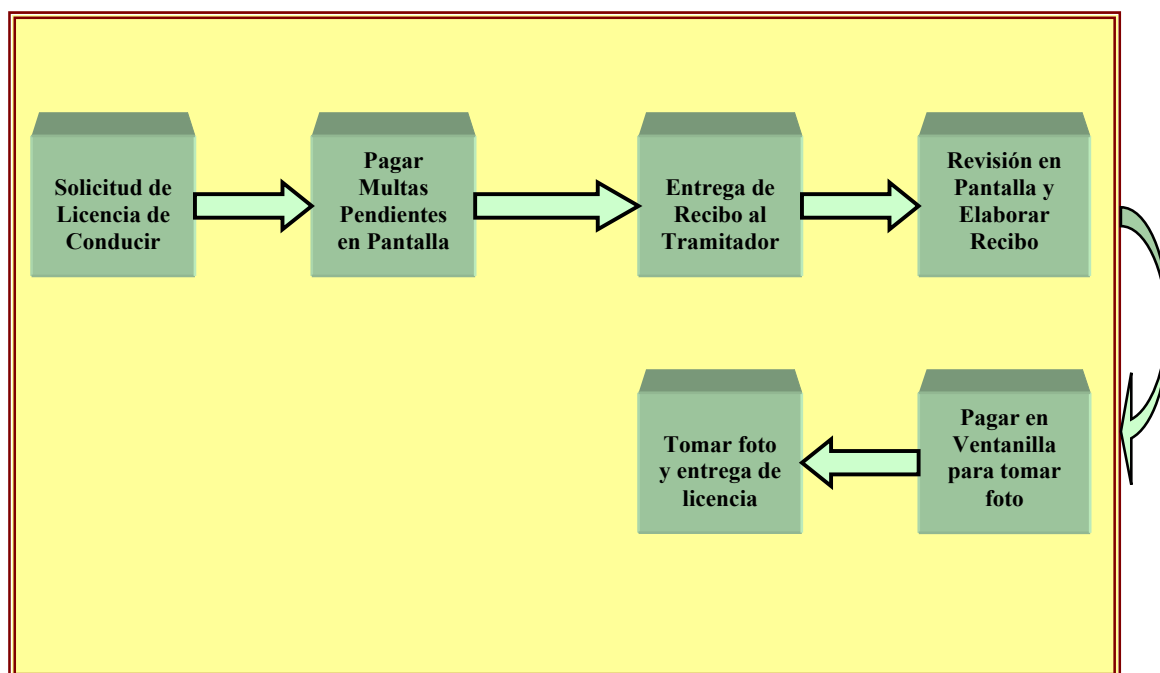 Solicitud de
Licencia de
Conducir
Pagar
Multas
Pendientes
en Pantalla
Entrega de
Recibo al
Tramitador
Revisión en
Pantalla y
Elaborar
Recibo
Pagar en
Ventanilla
para tomar
foto
Tomar foto
y entrega de
licencia